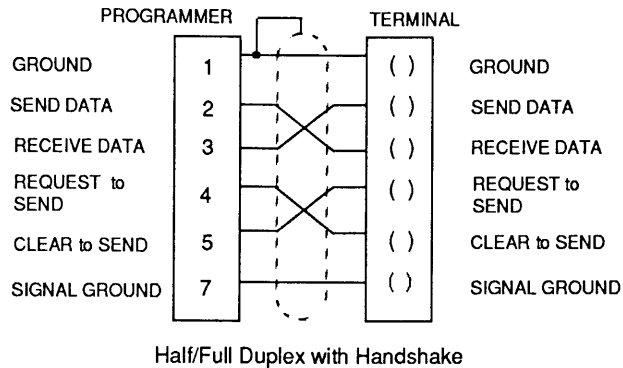 PROGRAMMER TERMINAL
GROUND 1 ( ) GROUND
SEND DATA 2 ( ) SEND DATA
RECEIVE DATA 3 ( ) RECEIVE DATA
REQUEST to 4 ( ) REQUEST to
SEND SEND
CLEAR to SEND 5 ( ) CLEAR to SEND
SIGNAL GROUND 7 ( ) SIGNAL GROUND
Half/Full Duplex with Handshake